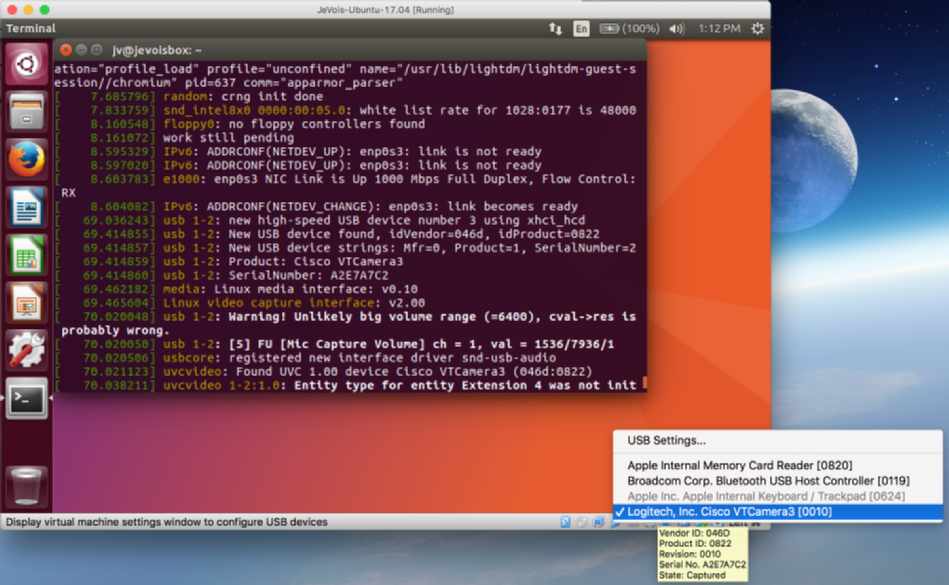 JeVois-Ubuntu-17.04 [Running]
Terminal
En (100%) 1:12 PM
jv@jevoisbox: ~
ation="profile_load" profile="unconfined" name="/usr/lib/lightdm/lightdm-guest-s
ession//chromium" pid=637 comm="apparmor_parser"
[    7.685796] random: crng init done
[    7.833759] snd_intel8x0 0000:00:05.0: white list rate for 1028:0177 is 48000
[    8.160548] floppy0: no floppy controllers found
[    8.161072] work still pending
[    8.595329] IPv6: ADDRCONF(NETDEV_UP): enp0s3: link is not ready
[    8.597020] IPv6: ADDRCONF(NETDEV_UP): enp0s3: link is not ready
[    8.603783] e1000: enp0s3 NIC Link is Up 1000 Mbps Full Duplex, Flow Control:
RX
[    8.604082] IPv6: ADDRCONF(NETDEV_CHANGE): enp0s3: link becomes ready
[   69.036243] usb 1-2: new high-speed USB device number 3 using xhci_hcd
[   69.414855] usb 1-2: New USB device found, idVendor=046d, idProduct=0822
[   69.414857] usb 1-2: New USB device strings: Mfr=0, Product=1, SerialNumber=2
[   69.414859] usb 1-2: Product: Cisco VTCamera3
[   69.414860] usb 1-2: SerialNumber: A2E7A7C2
[   69.462182] media: Linux media interface: v0.10
[   69.465604] Linux video capture interface: v2.00
[   70.020048] usb 1-2: Warning! Unlikely big volume range (=6400), cval->res is
probably wrong.
[   70.020050] usb 1-2: [5] FU [Mic Capture Volume] ch = 1, val = 1536/7936/1
[   70.020506] usbcore: registered new interface driver snd-usb-audio
[   70.021123] uvcvideo: Found UVC 1.00 device Cisco VTCamera3 (046d:0822)
[   70.038211] uvcvideo 1-2:1.0: Entity type for entity Extension 4 was not init
USB Settings...
Apple Internal Memory Card Reader [0820]
Broadcom Corp. Bluetooth USB Host Controller [0119]
Apple Inc. Apple Internal Keyboard / Trackpad [0624]
✓ Logitech, Inc. Cisco VTCamera3 [0010]
Display virtual machine settings window to configure USB devices
Vendor ID: 046D
Product ID: 0822
Revision: 0010
Serial No. A2E7A7C2
State: Captured